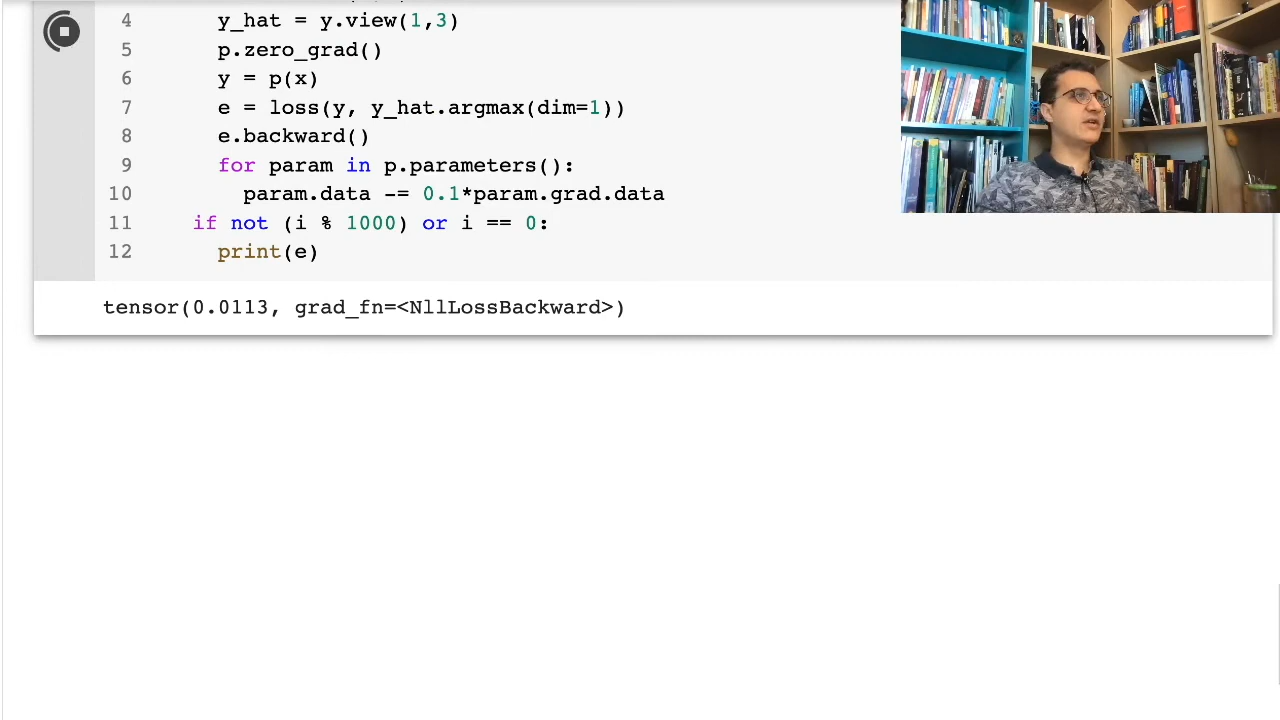 4 y_hat = y.view(1,3)
5 p.zero_grad()
6 y = p(x)
7 e = loss(y, y_hat.argmax(dim=1))
8 e.backward()
9 for param in p.parameters():
10 param.data -= 0.1*param.grad.data
11 if not (i % 1000) or i == 0:
12 print(e)
tensor(0.0113, grad_fn=<NllLossBackward>)